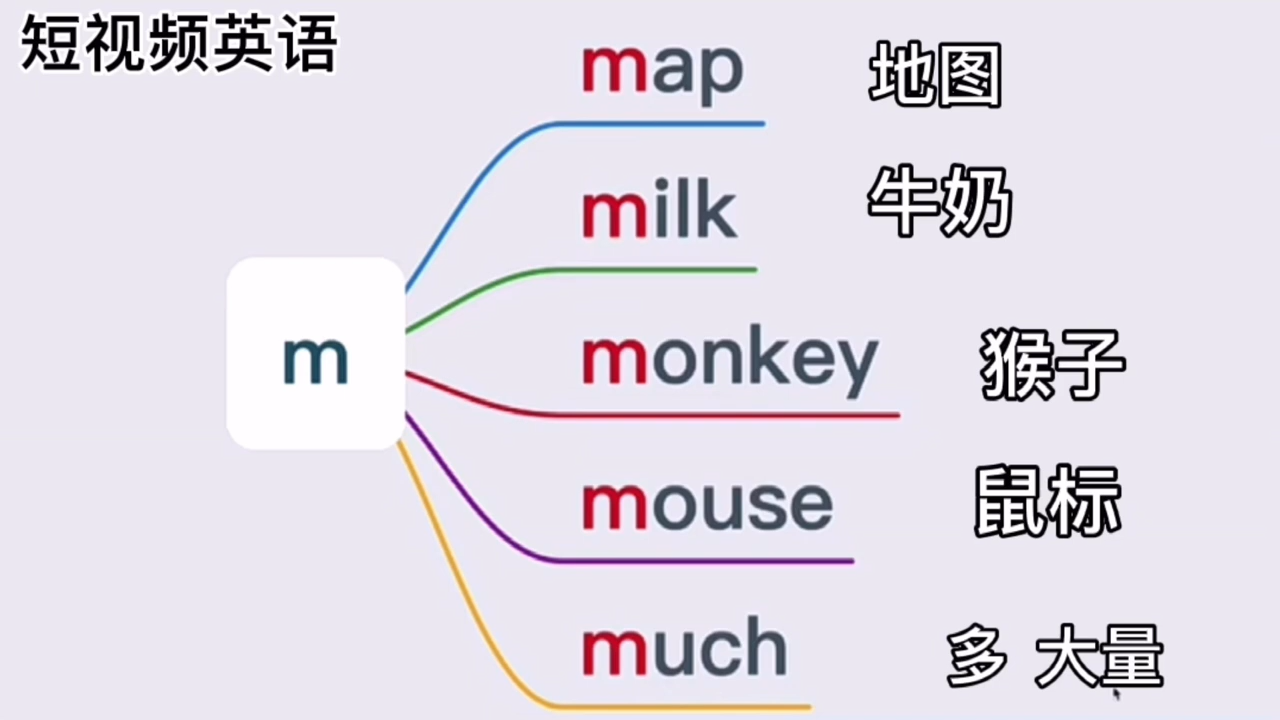 短视频英语
map 地图
milk 牛奶
m
monkey 猴子
mouse 鼠标
much 多 大量